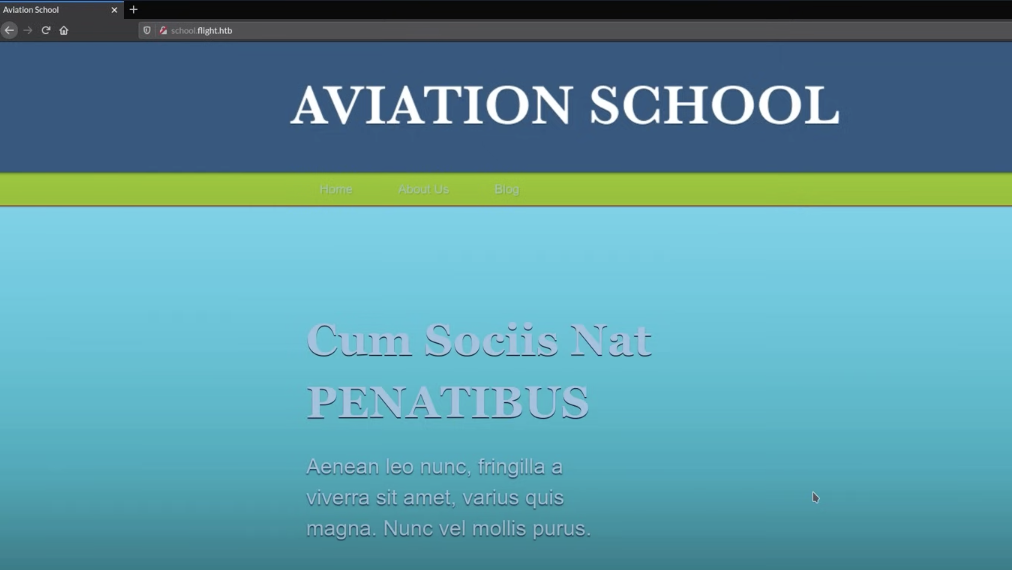 Aviation School
school.flight.htb
AVIATION SCHOOL
Home About Us Blog
Cum Sociis Nat
PENATIBUS
Aenean leo nunc, fringilla a
viverra sit amet, varius quis
magna. Nunc vel mollis purus.